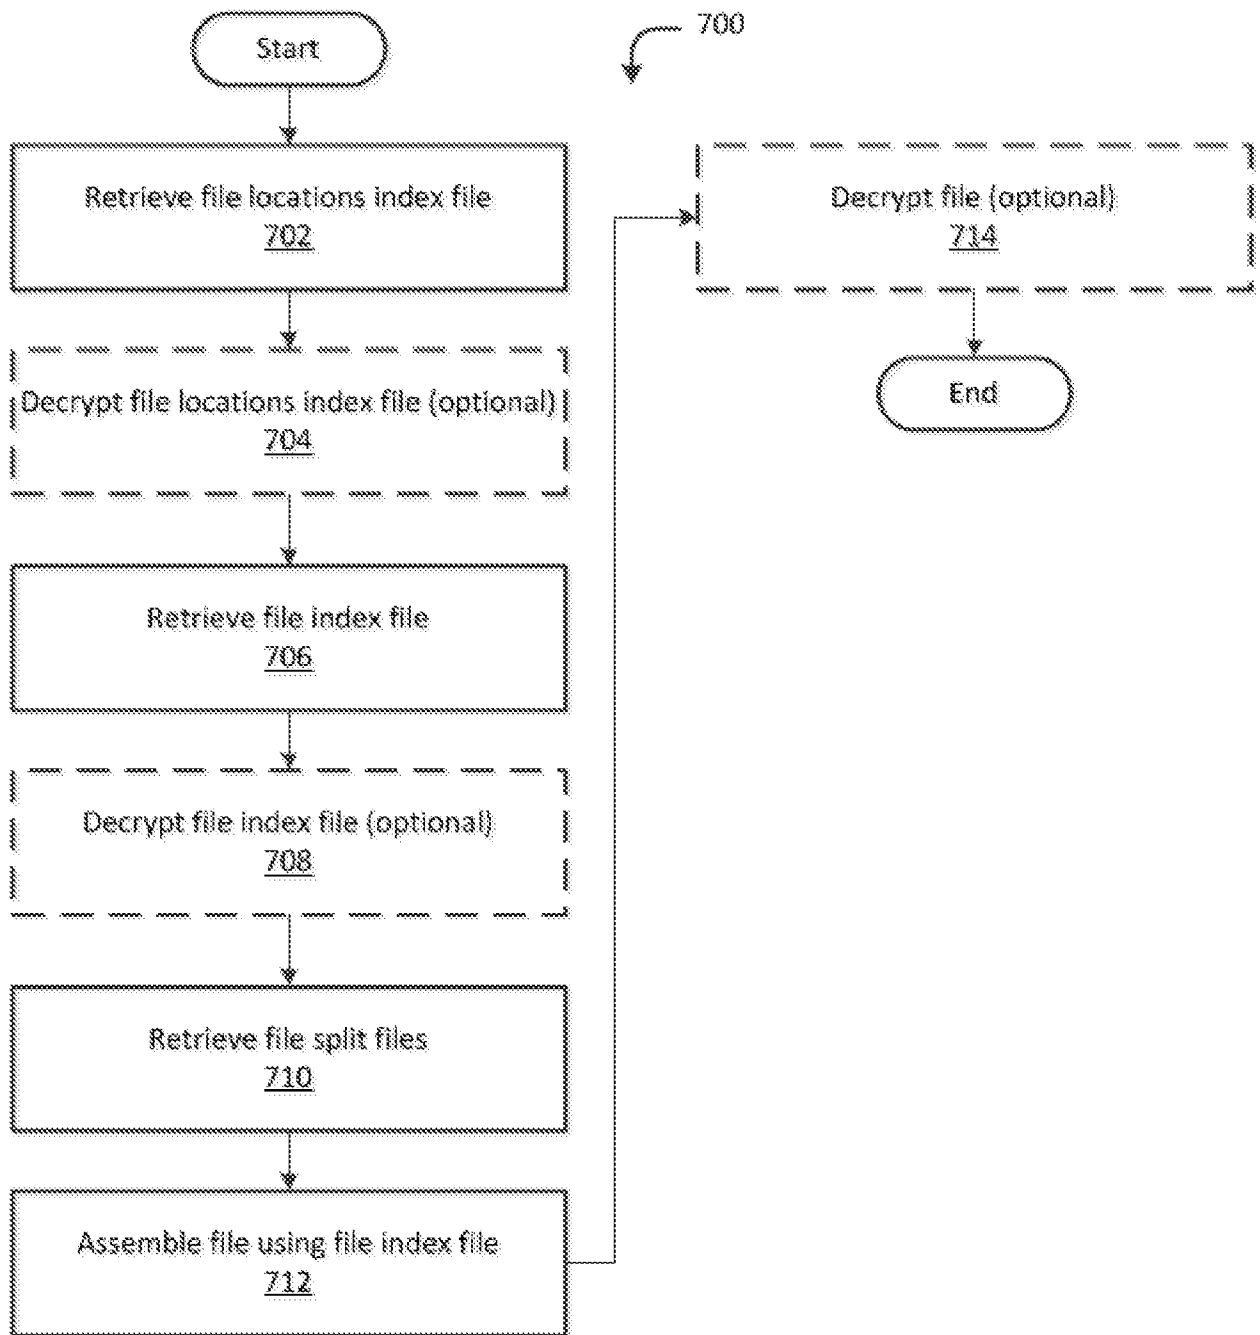 Start
700
Retrieve file locations index file
702
Decrypt file locations index file (optional)
704
Retrieve file index file
706
Decrypt file index file (optional)
708
Retrieve file split files
710
Assemble file using file index file
712
Decrypt file (optional)
714
End